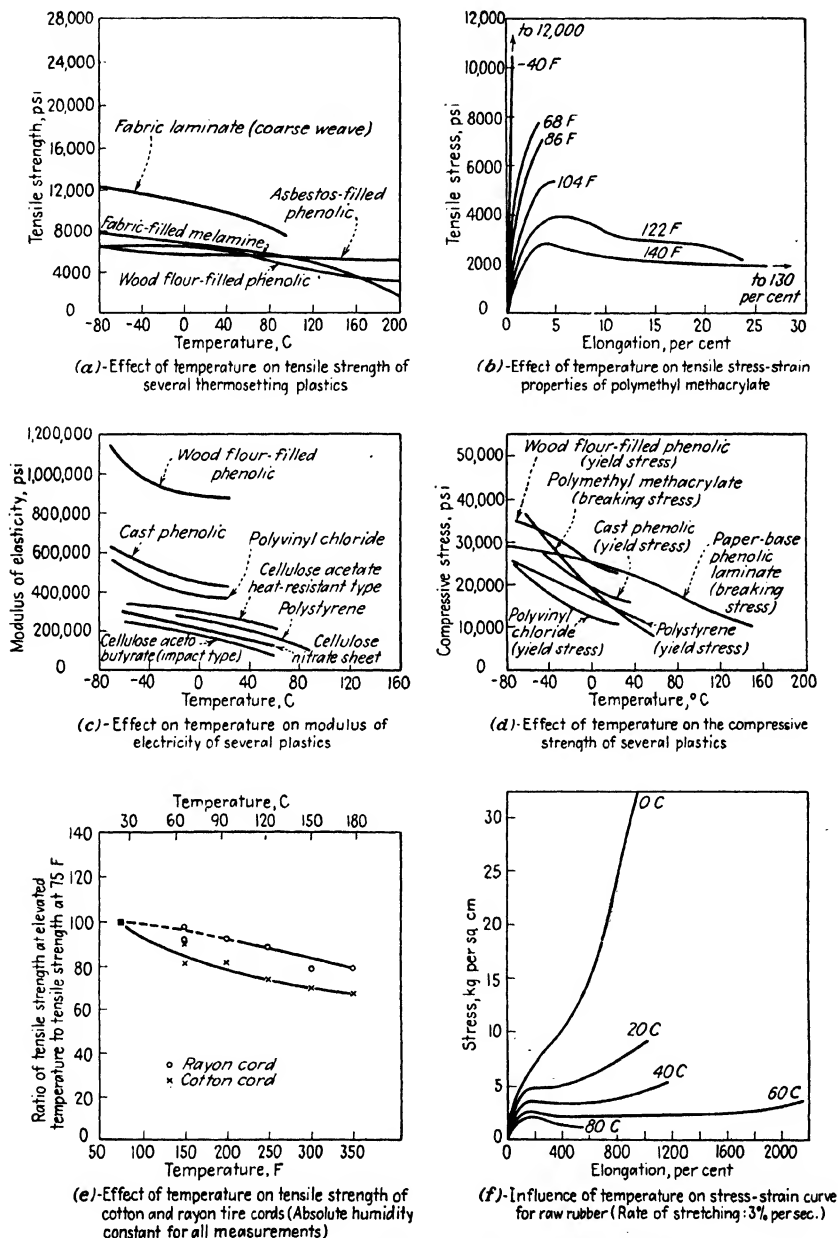 28,000
24,000
20,000
16,000
12,000
8000
4000
0
Tensile strength, psi
Fabric laminate (coarse weave)
Asbestos-filled
phenolic
Fabric-filled melamine
Wood flour-filled phenolic
-80 -40 0 40 80 120 160 200
Temperature, C
(a)-Effect of temperature on tensile strength of
several thermosetting plastics
12,000
10,000
8000
6000
4000
2000
0
Tensile stress, psi
to 12,000
-40 F
68 F
86 F
104 F
122 F
140 F
to 130
per cent
0 5 10 15 20 25 30
Elongation, per cent
(b)-Effect of temperature on tensile stress-strain
properties of polymethyl methacrylate
1,200,000
1,000,000
800,000
600,000
400,000
200,000
0
Modulus of elasticity, psi
Wood flour-filled
phenolic
Cast phenolic
Polyvinyl chloride
Cellulose acetate
heat-resistant type
Polystyrene
Cellulose aceto
butyrate (impact type)
Cellulose
nitrate sheet
-80 -40 0 40 80 120 160
Temperature, C
(c)-Effect on temperature on modulus of
electricity of several plastics
50,000
40,000
30,000
20,000
10,000
0
Compressive stress, psi
Wood flour-filled phenolic
(yield stress)
Polymethyl methacrylate
(breaking stress)
Cast phenolic
(yield stress)
Paper-base
phenolic
laminate
(breaking
stress)
Polyvinyl
chloride
(yield stress)
Polystyrene
(yield stress)
-80 -40 0 40 80 120 160 200
Temperature, °C
(d)-Effect of temperature on the compressive
strength of several plastics
Temperature, C
30 65 95 120 150 180
140
120
100
80
60
40
20
0
Ratio of tensile strength at elevated
temperature to tensile strength at 75 F
Rayon cord
Cotton cord
50 100 150 200 250 300 350
Temperature, F
(e)-Effect of temperature on tensile strength of
cotton and rayon tire cords (Absolute humidity
constant for all measurements)
30
25
20
15
10
5
0
Stress, kg per sq cm
0 C
20 C
40 C
60 C
80 C
0 400 800 1200 1600 2000
Elongation, per cent
(f)-Influence of temperature on stress-strain curve
for raw rubber (Rate of stretching: 3% per sec.)